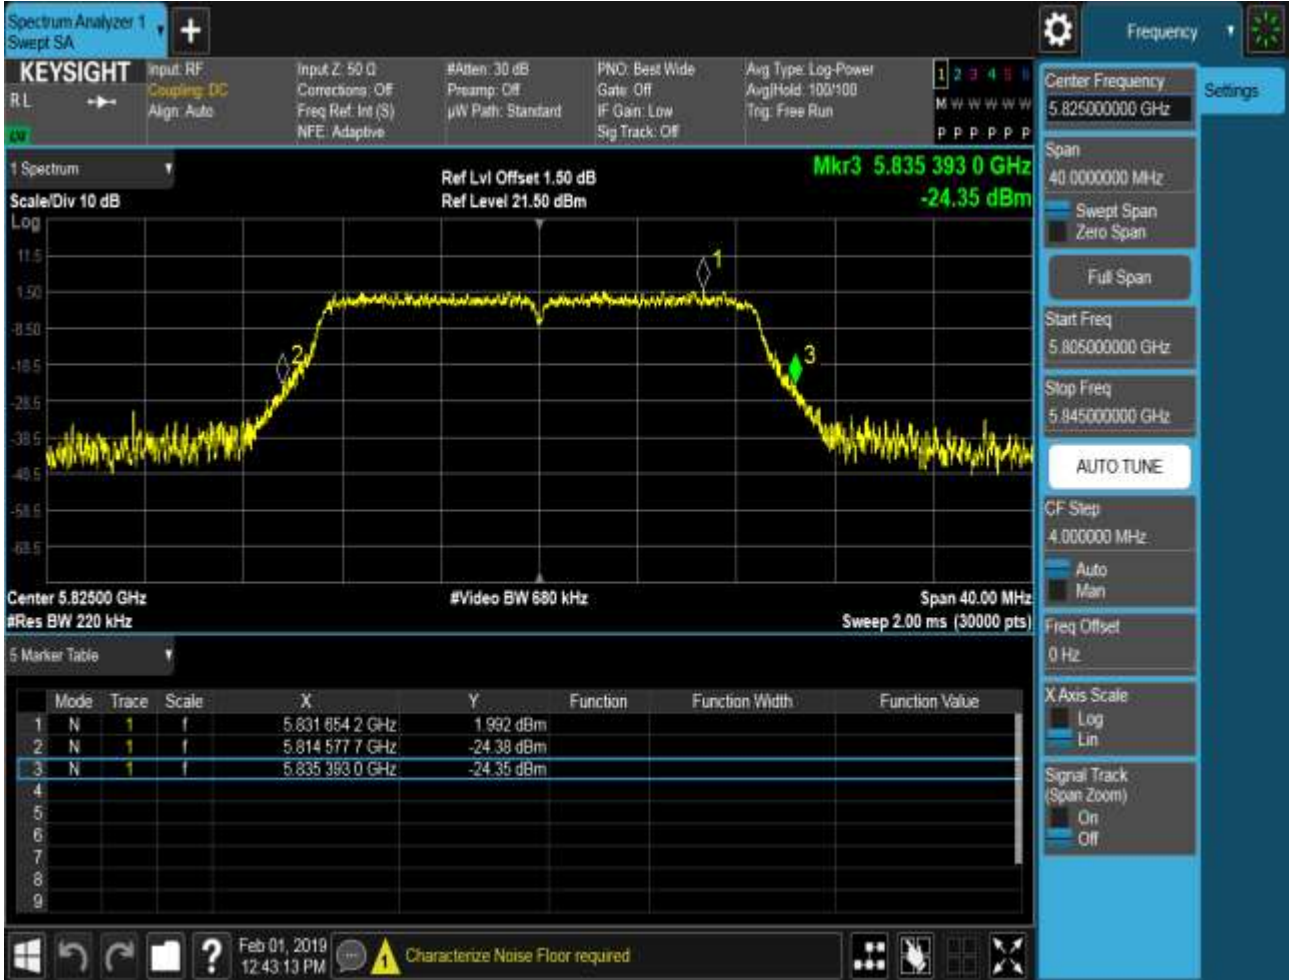 Spectrum Analyzer 1
Swept SA
+
Frequency
KEYSIGHT
RL
Input: RF
Coupling: DC
Align: Auto
Input Z: 50 Ω
Corrections: Off
Freq Ref: Int (S)
NFE: Adaptive
#Atten: 30 dB
Preamp: Off
µW Path: Standard
PNO: Best Wide
Gate: Off
IF Gain: Low
Sig Track: Off
Avg Type: Log-Power
Avg|Hold: 100/100
Trig: Free Run
1 2 3 4 5 6
M W W W W W
P P P P P P
1 Spectrum
Scale/Div 10 dB
Log
Ref Lvl Offset 1.50 dB
Ref Level 21.50 dBm
Mkr3 5.835 393 0 GHz
-24.35 dBm
11.5
1.50
-8.50
-18.5
-28.5
-38.5
-48.5
-58.5
-68.5
1
2
3
Center 5.82500 GHz
#Res BW 220 kHz
#Video BW 680 kHz
Span 40.00 MHz
Sweep 2.00 ms (30000 pts)
5 Marker Table
Mode Trace Scale X Y Function Function Width Function Value
1 N 1 f 5.831 654 2 GHz 1.992 dBm
2 N 1 f 5.814 577 7 GHz -24.38 dBm
3 N 1 f 5.835 393 0 GHz -24.35 dBm
4
5
6
7
8
9
Feb 01, 2019
12:43:13 PM
?
1
Characterize Noise Floor required
Center Frequency
5.825000000 GHz
Settings
Span
40.0000000 MHz
Swept Span
Zero Span
Full Span
Start Freq
5.805000000 GHz
Stop Freq
5.845000000 GHz
AUTO TUNE
CF Step
4.000000 MHz
Auto
Man
Freq Offset
0 Hz
X Axis Scale
Log
Lin
Signal Track
(Span Zoom)
On
Off